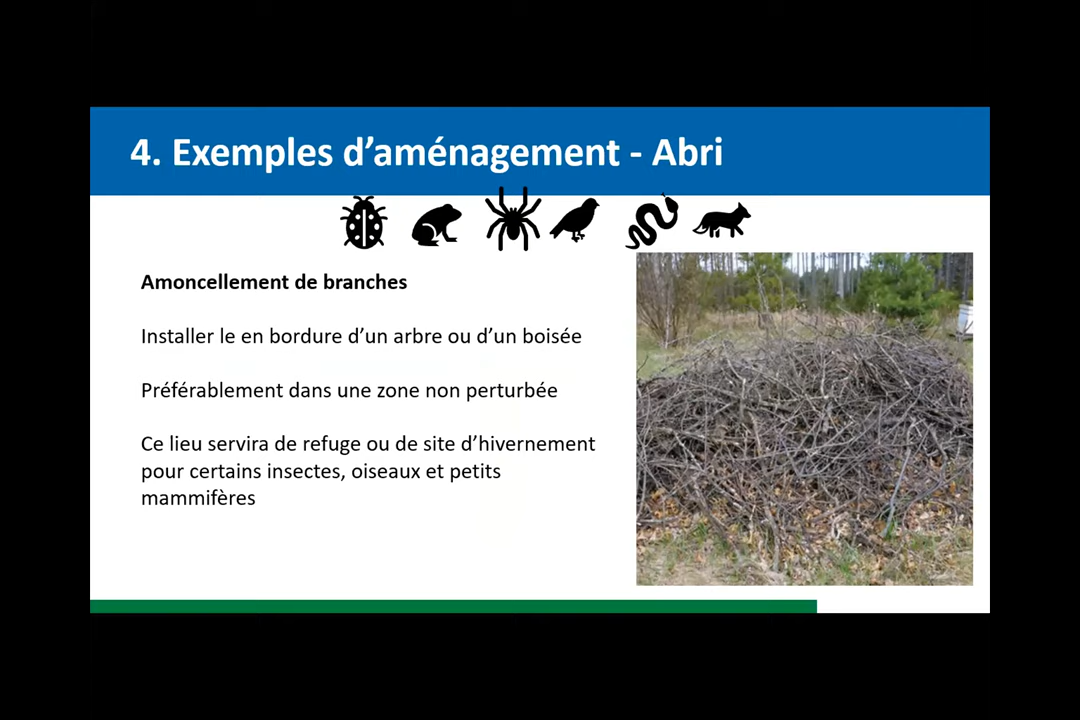 4. Exemples d’aménagement - Abri
Amoncellement de branches
Installer le en bordure d’un arbre ou d’un boisée
Préférablement dans une zone non perturbée
Ce lieu servira de refuge ou de site d’hivernement
pour certains insectes, oiseaux et petits
mammifères